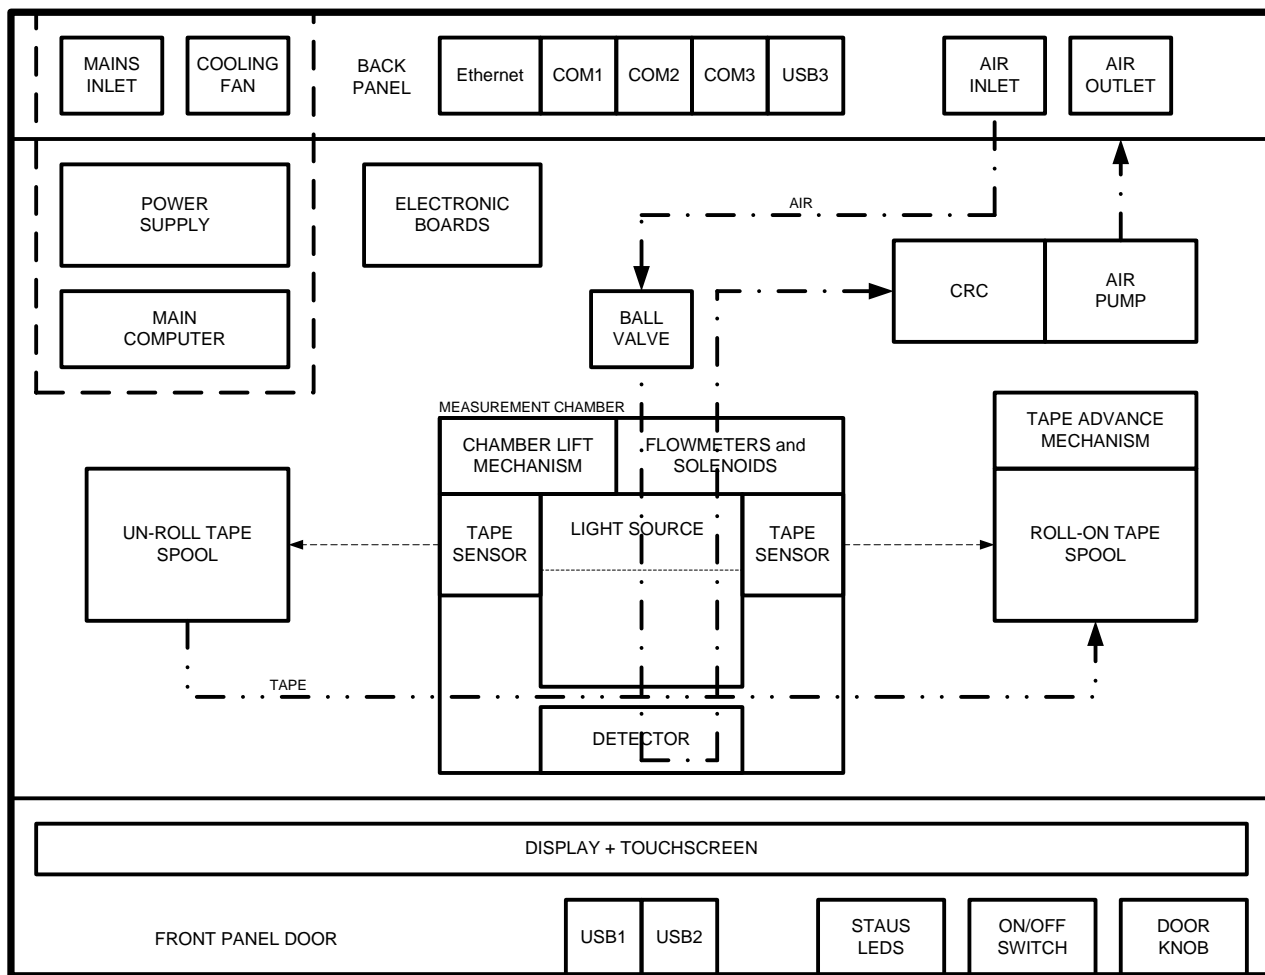 MAINS
INLET
COOLING
FAN
BACK
PANEL
Ethernet
COM1
COM2
COM3
USB3
AIR
INLET
AIR
OUTLET
POWER
SUPPLY
ELECTRONIC
BOARDS
AIR
MAIN
COMPUTER
BALL
VALVE
CRC
AIR
PUMP
MEASUREMENT CHAMBER
CHAMBER LIFT
MECHANISM
FLOWMETERS and
SOLENOIDS
TAPE ADVANCE
MECHANISM
UN-ROLL TAPE
SPOOL
TAPE
SENSOR
LIGHT SOURCE
TAPE
SENSOR
ROLL-ON TAPE
SPOOL
TAPE
DETECTOR
DISPLAY + TOUCHSCREEN
FRONT PANEL DOOR
USB1
USB2
STAUS
LEDS
ON/OFF
SWITCH
DOOR
KNOB